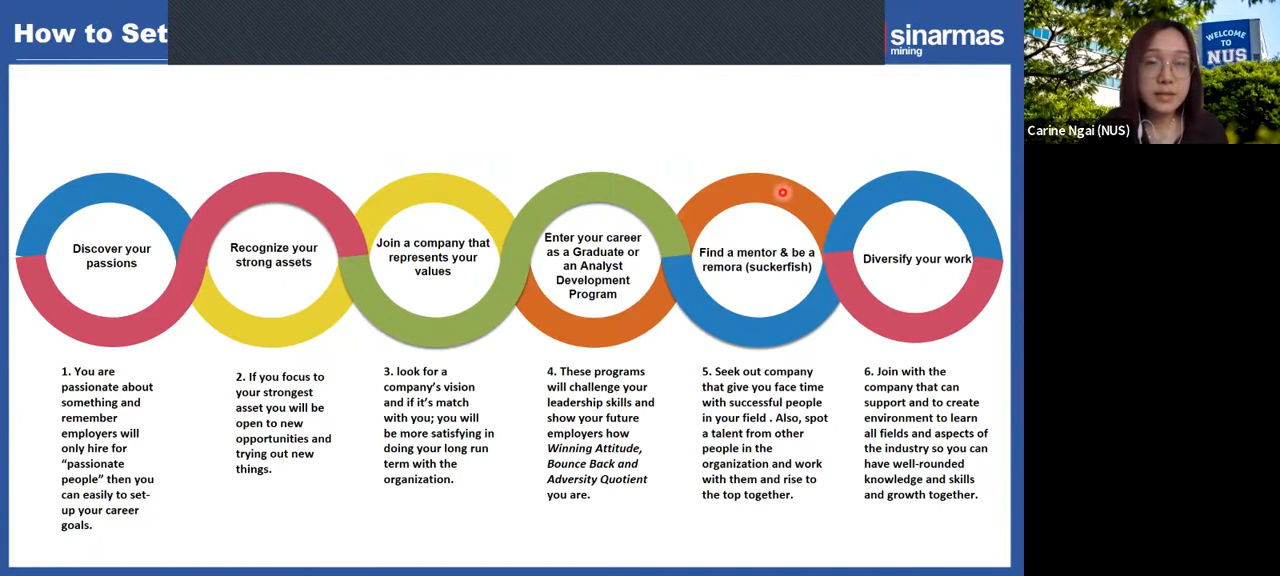 How to Set
sinarmas
mining
WELCOME
TO
NUS
Carine Ngai (NUS)
Discover your
passions
Recognize your
strong assets
Join a company that
represents your
values
Enter your career
as a Graduate or
an Analyst
Development
Program
Find a mentor & be a
remora (suckerfish)
Diversify your work
1. You are
passionate about
something and
remember
employers will
only hire for
“passionate
people” then you
can easily to set-
up your career
goals.
2. If you focus to
your strongest
asset you will be
open to new
opportunities and
trying out new
things.
3. look for a
company’s vision
and if it’s match
with you; you will
be more satisfying in
doing your long run
term with the
organization.
4. These programs
will challenge your
leadership skills and
show your future
employers how
Winning Attitude,
Bounce Back and
Adversity Quotient
you are.
5. Seek out company
that give you face time
with successful people
in your field . Also, spot
a talent from other
people in the
organization and work
with them and rise to
the top together.
6. Join with the
company that can
support and to create
environment to learn
all fields and aspects of
the industry so you can
have well-rounded
knowledge and skills
and growth together.